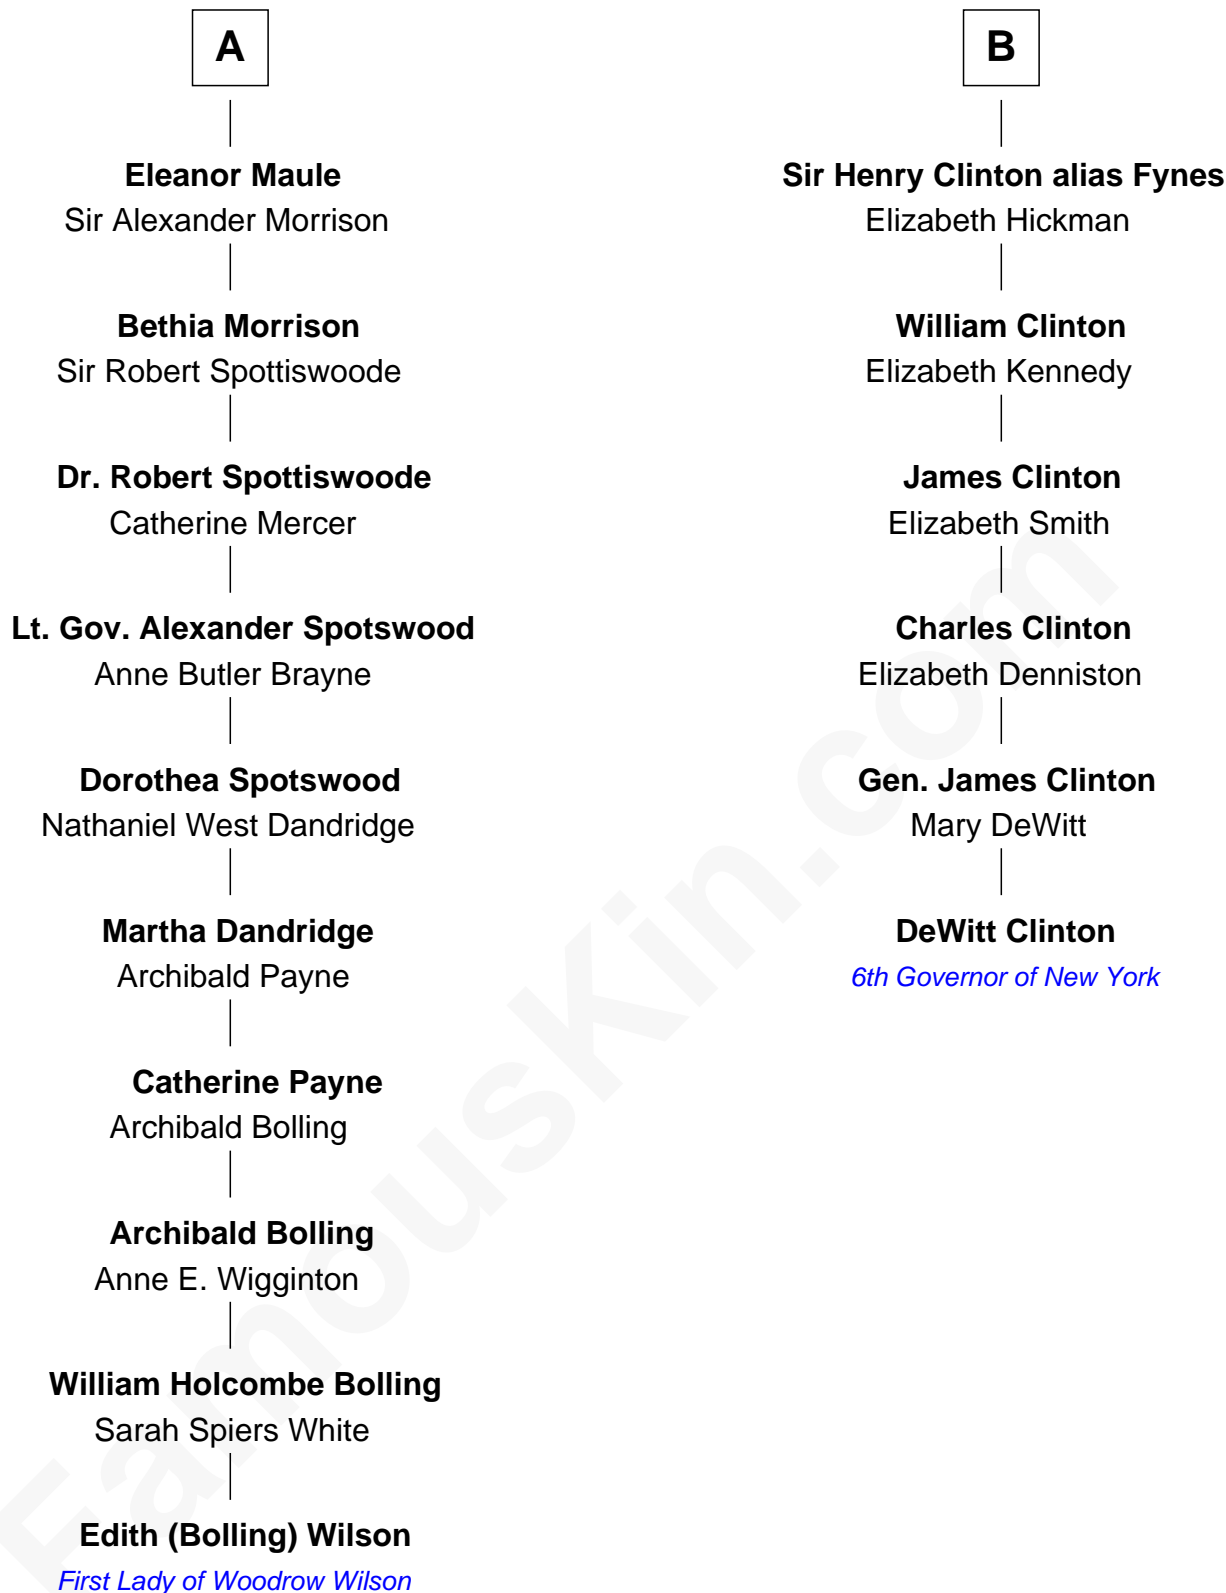 A
Eleanor Maule
Sir Alexander Morrison
Bethia Morrison
Sir Robert Spottiswoode
Dr. Robert Spottiswoode
Catherine Mercer
Lt. Gov. Alexander Spotswood
Anne Butler Brayne
Dorothea Spotswood
Nathaniel West Dandridge
Martha Dandridge
Archibald Payne
Catherine Payne
Archibald Bolling
Archibald Bolling
Anne E. Wigginton
William Holcombe Bolling
Sarah Spiers White
Edith (Bolling) Wilson
First Lady of Woodrow Wilson
B
Sir Henry Clinton alias Fynes
Elizabeth Hickman
William Clinton
Elizabeth Kennedy
James Clinton
Elizabeth Smith
Charles Clinton
Elizabeth Denniston
Gen. James Clinton
Mary DeWitt
DeWitt Clinton
6th Governor of New York
FamousKin.com